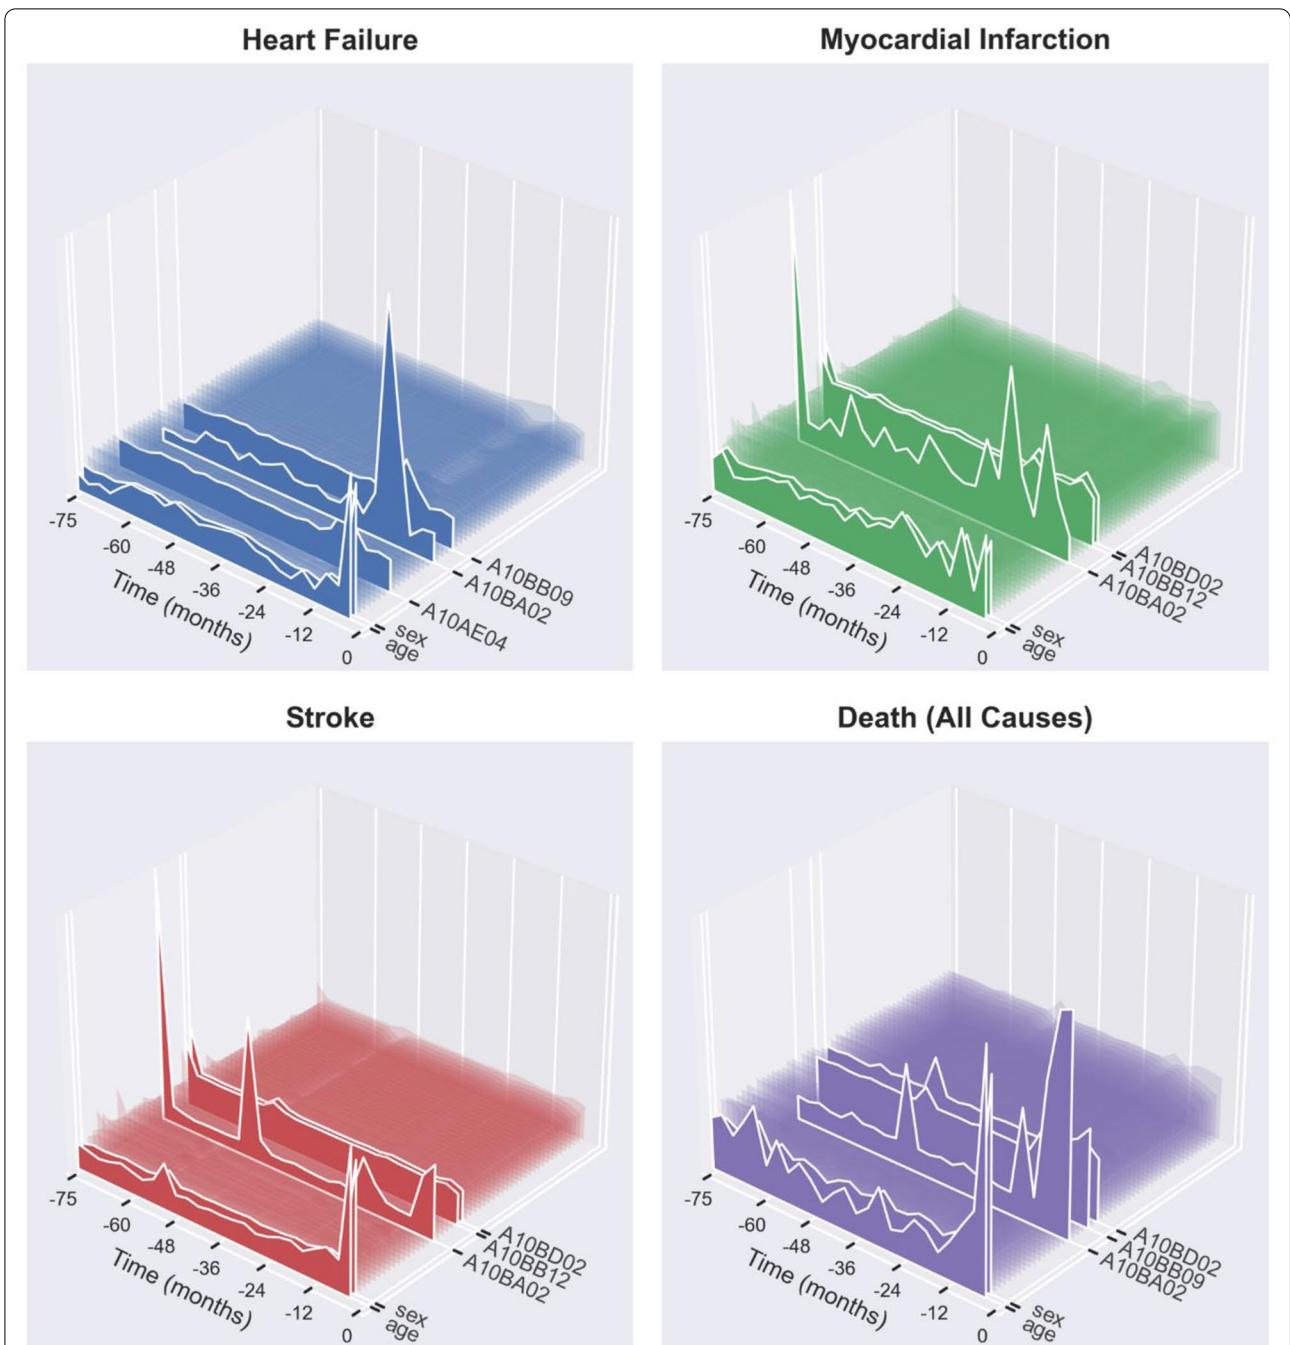 Heart Failure
-75
-60
-48
-36
-24
-12
0
Time (months)
A10BB09
A10BA02
A10AE04
sex
age
Myocardial Infarction
-75
-60
-48
-36
-24
-12
0
Time (months)
A10BD02
A10BB12
A10BA02
sex
age
Stroke
-75
-60
-48
-36
-24
-12
0
Time (months)
A10BD02
A10BB12
A10BA02
sex
age
Death (All Causes)
-75
-60
-48
-36
-24
-12
0
Time (months)
A10BD02
A10BB09
A10BA02
sex
age